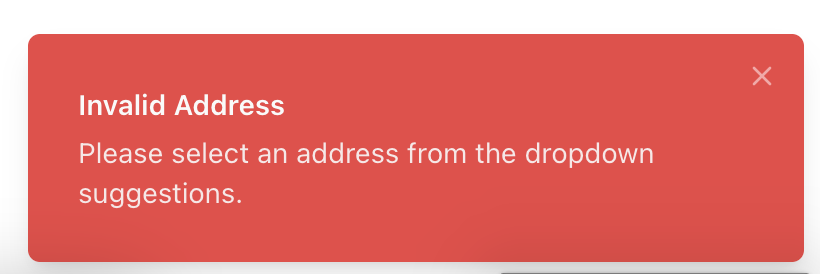 Invalid Address
Please select an address from the dropdown
suggestions.